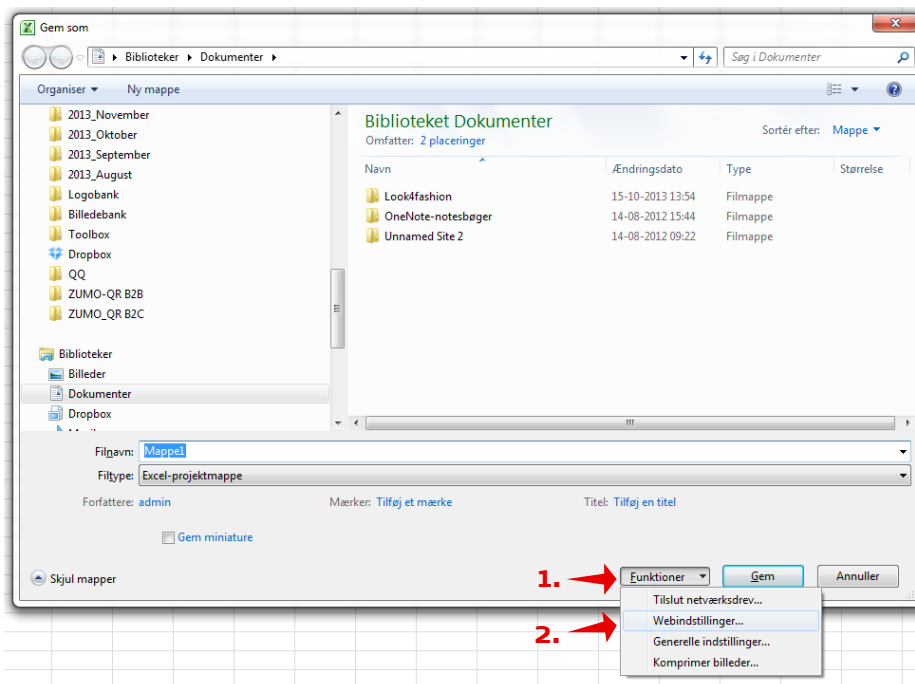 Gem som
Biblioteker Dokumenter
Søg i Dokumenter
Organiser Ny mappe
2013_November
2013_Oktober
2013_September
2013_August
Logobank
Billedebank
Toolbox
Dropbox
QQ
ZUMO-QR B2B
ZUMO_QR B2C
Biblioteker
Billeder
Dokumenter
Dropbox
Biblioteket Dokumenter
Omfatter: 2 placeringer
Sortér efter: Mappe
Navn Ændringsdato Type Størrelse
Look4fashion 15-10-2013 13:54 Filmappe
OneNote-notesbøger 14-08-2012 15:44 Filmappe
Unnamed Site 2 14-08-2012 09:22 Filmappe
Filnavn: Mappe1
Filtype: Excel-projektmappe
Forfattere: admin Mærker: Tilføj et mærke Titel: Tilføj en titel
Gem miniature
Skjul mapper
1. Funktioner Gem Annuller
Tilslut netværksdrev...
2. Webindstillinger...
Generelle indstillinger...
Komprimer billeder...